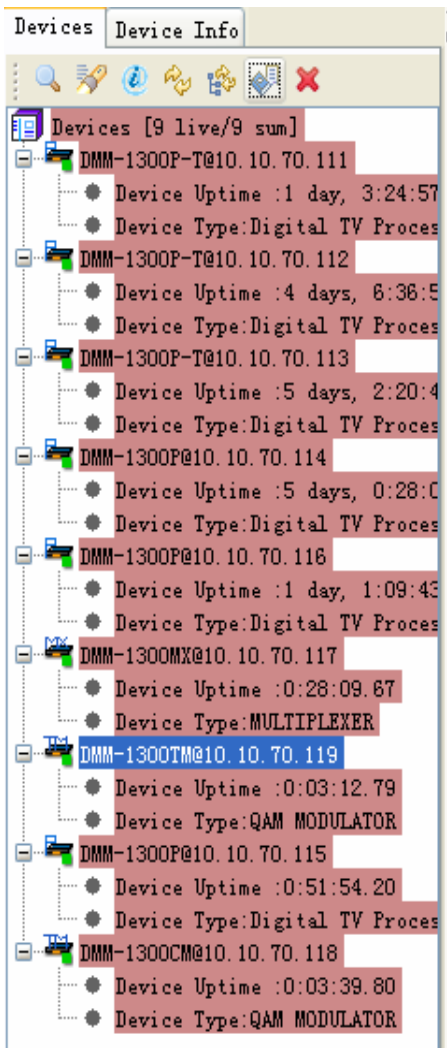 Devices Device Info
Devices [9 live/9 sum]
DMM-1300P-T@10.10.70.111
Device Uptime :1 day, 3:24:57
Device Type:Digital TV Proces
DMM-1300P-T@10.10.70.112
Device Uptime :4 days, 6:36:5
Device Type:Digital TV Proces
DMM-1300P-T@10.10.70.113
Device Uptime :5 days, 2:20:4
Device Type:Digital TV Proces
DMM-1300P@10.10.70.114
Device Uptime :5 days, 0:28:0
Device Type:Digital TV Proces
DMM-1300P@10.10.70.116
Device Uptime :1 day, 1:09:43
Device Type:Digital TV Proces
DMM-1300MX@10.10.70.117
Device Uptime :0:28:09.67
Device Type:MULTIPLEXER
DMM-1300TM@10.10.70.119
Device Uptime :0:03:12.79
Device Type:QAM MODULATOR
DMM-1300P@10.10.70.115
Device Uptime :0:51:54.20
Device Type:Digital TV Proces
DMM-1300CM@10.10.70.118
Device Uptime :0:03:39.80
Device Type:QAM MODULATOR